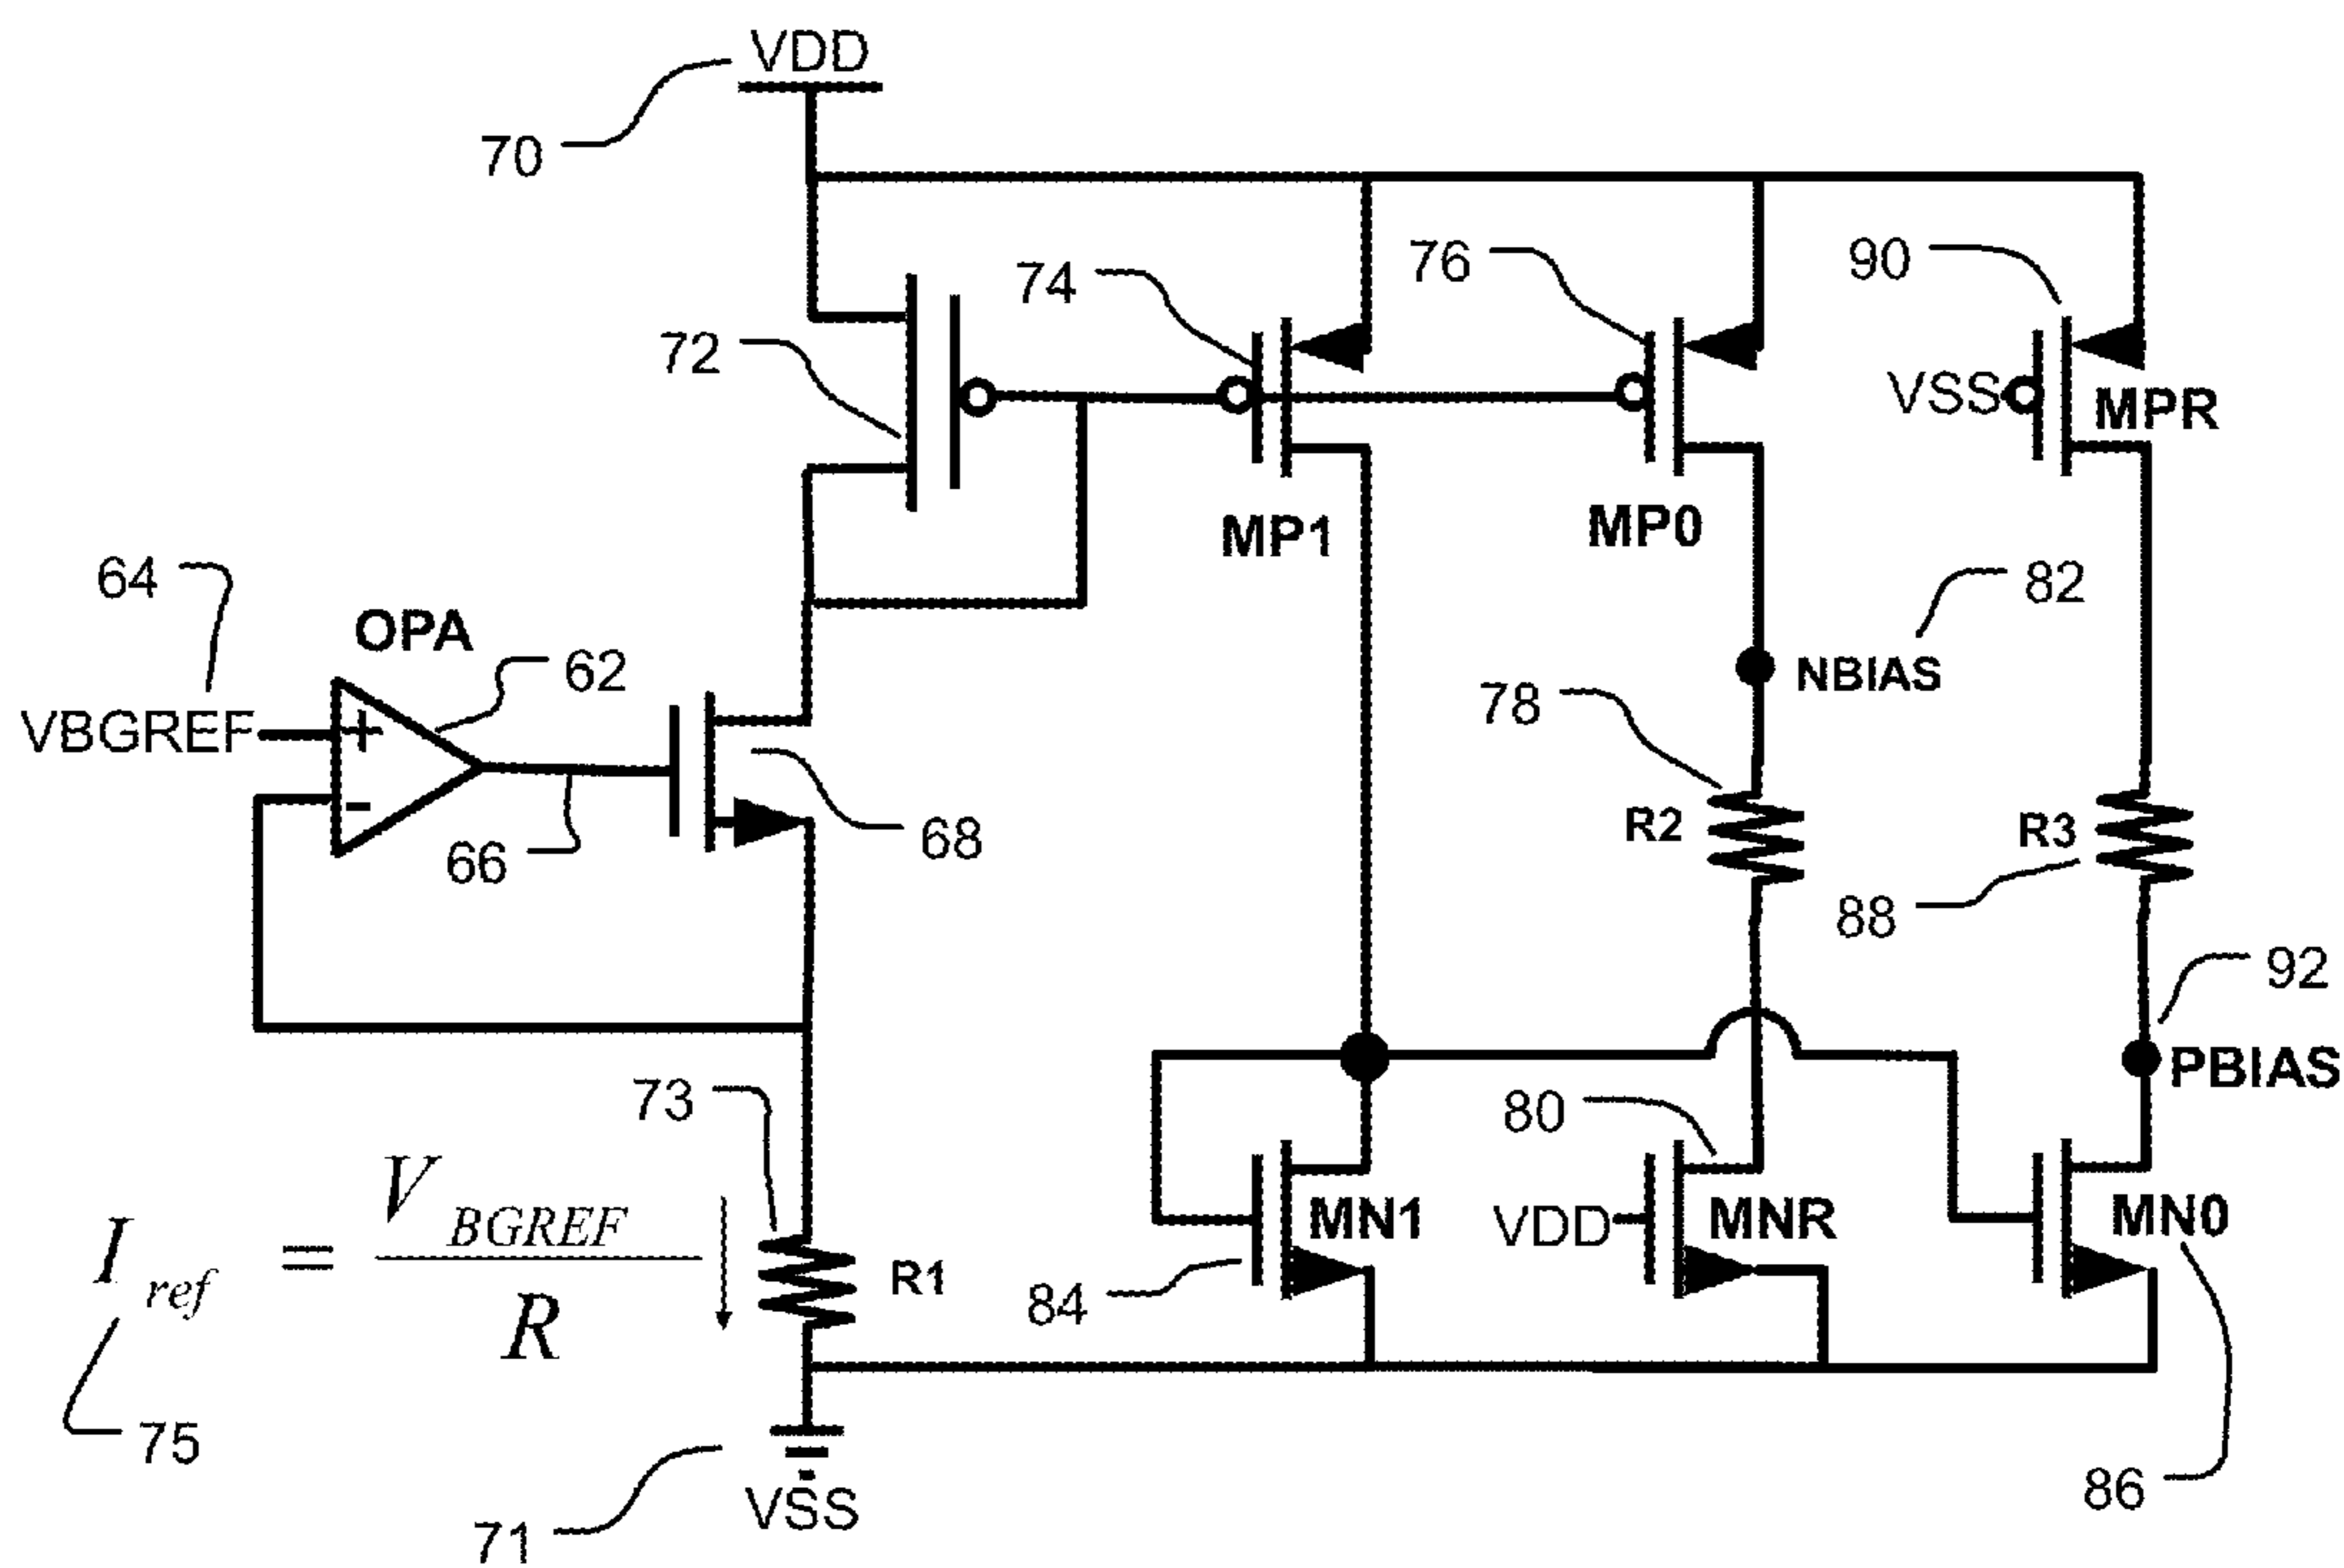 VDD
70
74
76
90
72
VSS
MPR
MP1
MP0
64
OPA
62
82
NBIAS
78
VBGREF
+
-
66
68
R2
R3
88
92
PBIAS
73
80
I ref = V BGREF / R
R1
MN1
VDD
MNR
MN0
84
75
71
VSS
86